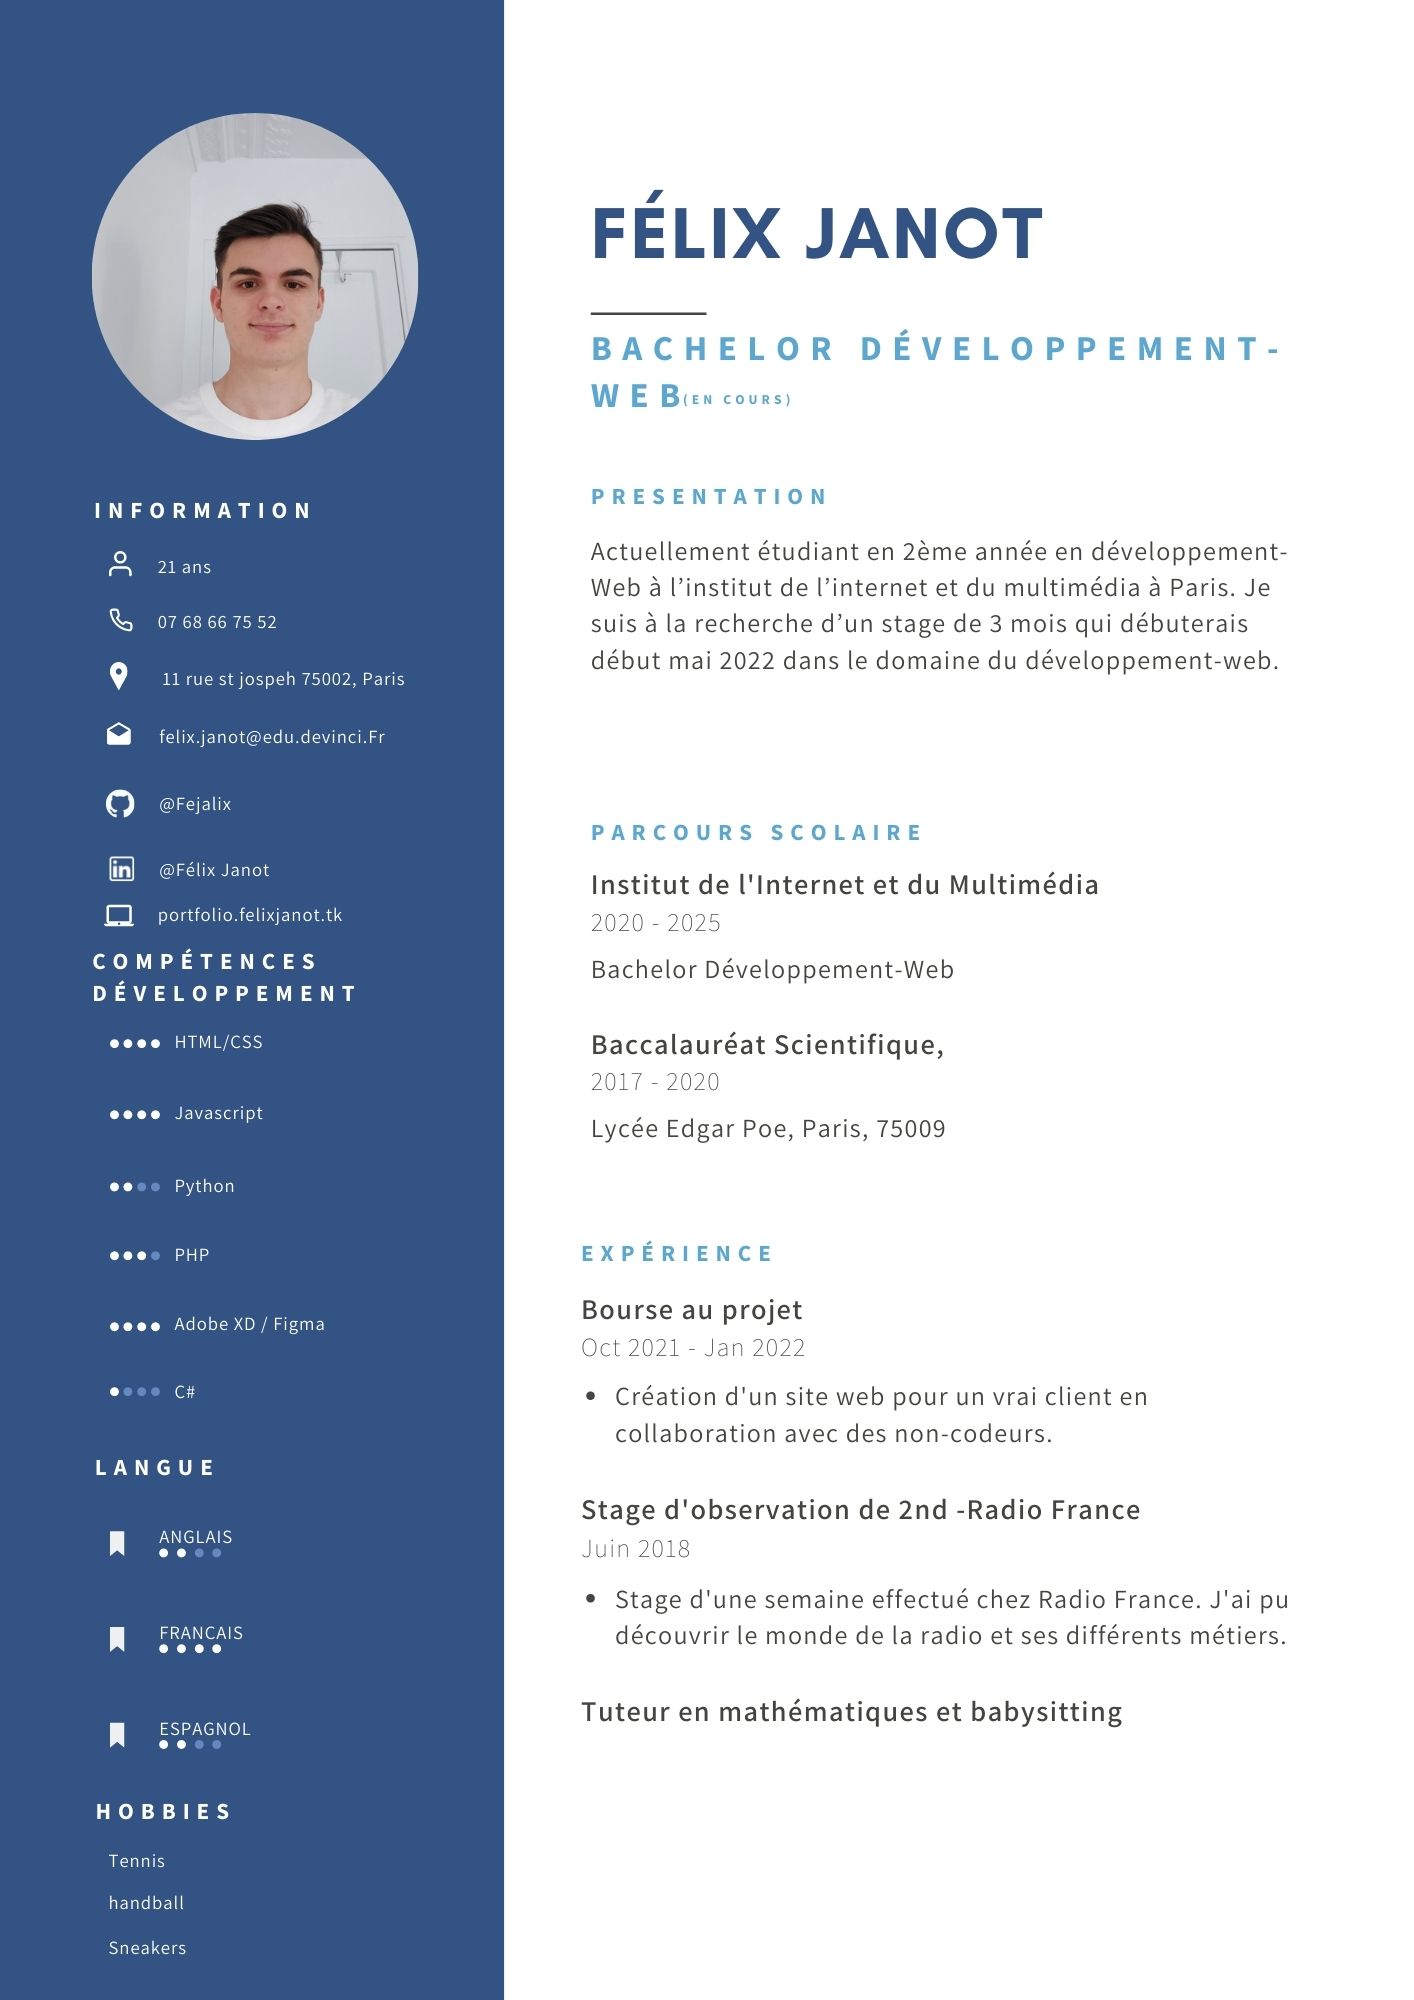 INFORMATION
21 ans
07 68 66 75 52
11 rue st jospeh 75002, Paris
felix.janot@edu.devinci.Fr
@Fejalix
in
@Félix Janot
portfolio.felixjanot.tk
COMPÉTENCES
DÉVELOPPEMENT
HTML/CSS
Javascript
Python
PHP
Adobe XD / Figma
C#
LANGUE
ANGLAIS
FRANCAIS
ESPAGNOL
HOBBIES
Tennis
handball
Sneakers
FÉLIX JANOT
BACHELOR DÉVELOPPEMENT-
WEB(EN COURS)
PRESENTATION
Actuellement étudiant en 2ème année en développement-
Web à l’institut de l’internet et du multimédia à Paris. Je
suis à la recherche d’un stage de 3 mois qui débuterais
début mai 2022 dans le domaine du développement-web.
PARCOURS SCOLAIRE
Institut de l'Internet et du Multimédia
2020 - 2025
Bachelor Développement-Web
Baccalauréat Scientifique,
2017 - 2020
Lycée Edgar Poe, Paris, 75009
EXPÉRIENCE
Bourse au projet
Oct 2021 - Jan 2022
• Création d'un site web pour un vrai client en
collaboration avec des non-codeurs.
Stage d'observation de 2nd -Radio France
Juin 2018
• Stage d'une semaine effectué chez Radio France. J'ai pu
découvrir le monde de la radio et ses différents métiers.
Tuteur en mathématiques et babysitting